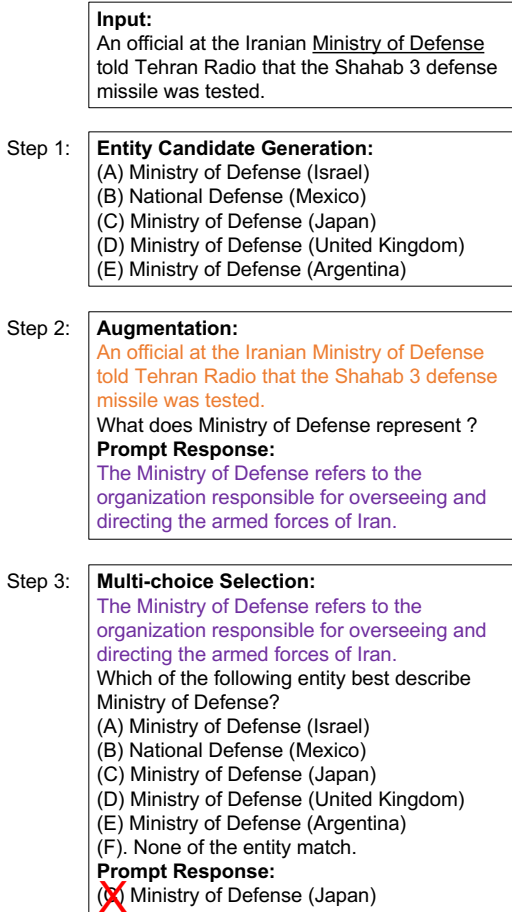 Input:
An official at the Iranian Ministry of Defense
told Tehran Radio that the Shahab 3 defense
missile was tested.
Step 1:
Entity Candidate Generation:
(A) Ministry of Defense (Israel)
(B) National Defense (Mexico)
(C) Ministry of Defense (Japan)
(D) Ministry of Defense (United Kingdom)
(E) Ministry of Defense (Argentina)
Step 2:
Augmentation:
An official at the Iranian Ministry of Defense
told Tehran Radio that the Shahab 3 defense
missile was tested.
What does Ministry of Defense represent ?
Prompt Response:
The Ministry of Defense refers to the
organization responsible for overseeing and
directing the armed forces of Iran.
Step 3:
Multi-choice Selection:
The Ministry of Defense refers to the
organization responsible for overseeing and
directing the armed forces of Iran.
Which of the following entity best describe
Ministry of Defense?
(A) Ministry of Defense (Israel)
(B) National Defense (Mexico)
(C) Ministry of Defense (Japan)
(D) Ministry of Defense (United Kingdom)
(E) Ministry of Defense (Argentina)
(F). None of the entity match.
Prompt Response:
(C) Ministry of Defense (Japan)